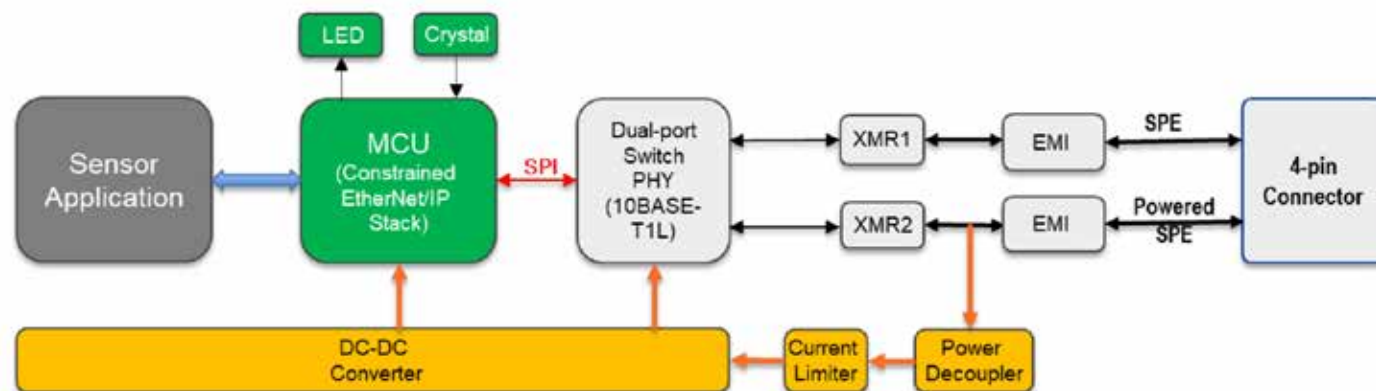 LED
Crystal
Sensor
Application
MCU
(Constrained
EtherNet/IP
Stack)
SPI
Dual-port
Switch
PHY
(10BASE-
T1L)
XMR1
EMI
SPE
XMR2
EMI
Powered
SPE
4-pin
Connector
DC-DC
Converter
Current
Limiter
Power
Decoupler